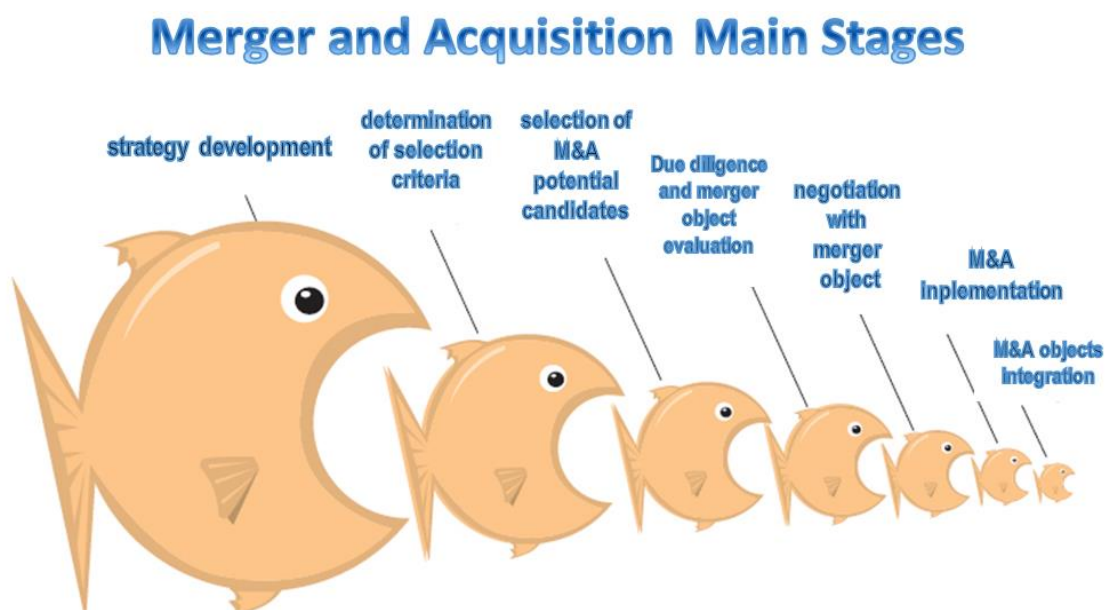 Merger and Acquisition Main Stages
strategy development
determination
of selection
criteria
selection of
M&A
potential
candidates
Due diligence
and merger
object
evaluation
negotiation
with
merger
object
M&A
inplementation
M&A objects
integration